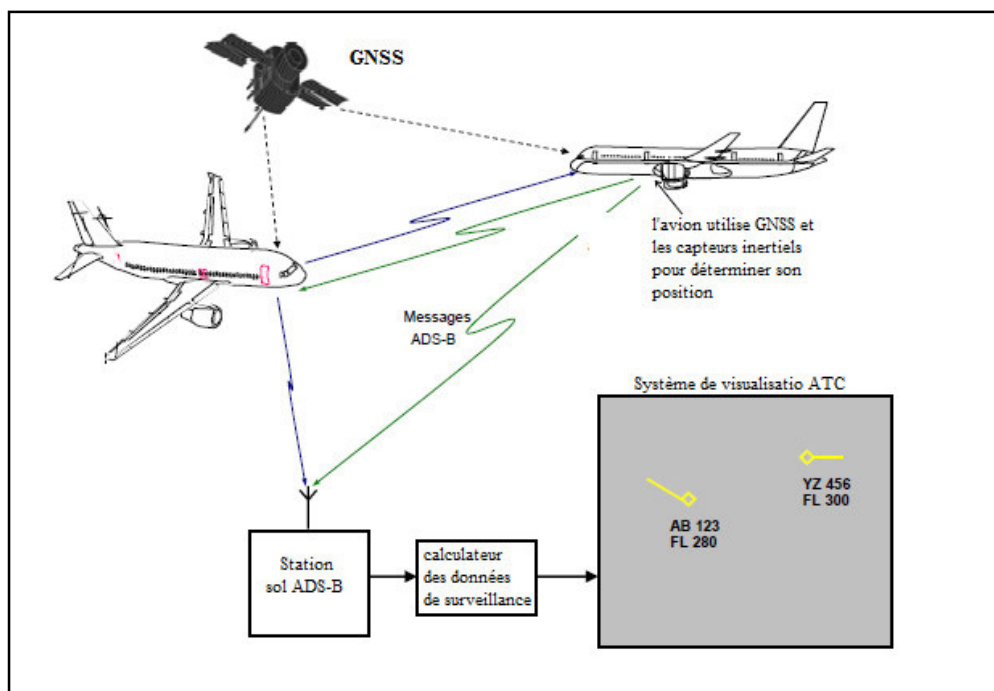 GNSS
l'avion utilise GNSS et
les capteurs inertiels
pour déterminer son
position
Messages
ADS-B
Système de visualisatio ATC
YZ 456
FL 300
AB 123
FL 280
Station
sol ADS-B
calculateur
des données
de surveillance